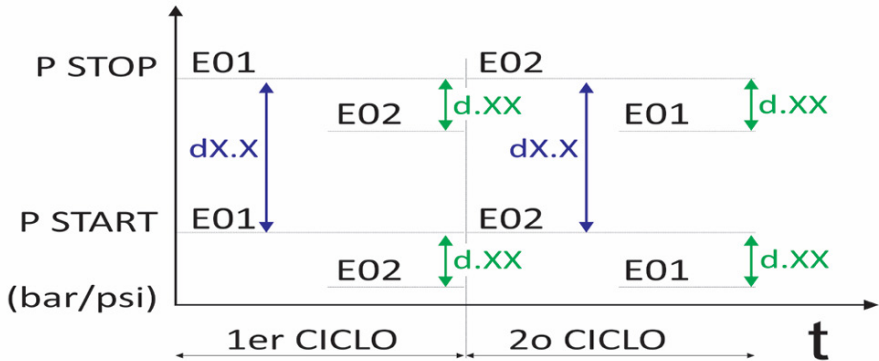 P STOP E01 E02
E02 d.XX E01 d.XX
dX.X dX.X
P START E01 E02
E02 d.XX E01 d.XX
(bar/psi)
1er CICLO 2o CICLO t